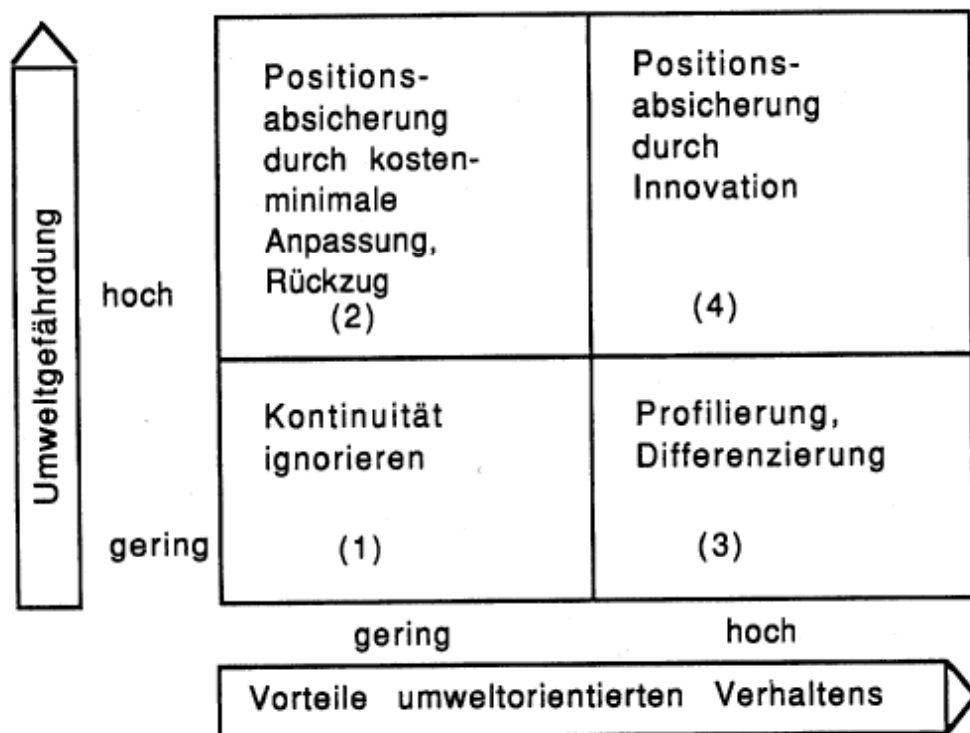 Umweltgefährdung
hoch
gering
Positions-
absicherung
durch kosten-
minimale
Anpassung,
Rückzug
(2)
Positions-
absicherung
durch
Innovation
(4)
Kontinuität
ignorieren
(1)
Profilierung,
Differenzierung
(3)
gering
hoch
Vorteile umweltorientierten Verhaltens